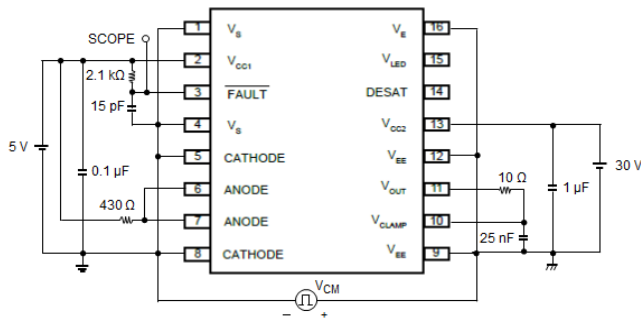 SCOPE
1 VS VE 16
2 VCC1 VLED 15
2.1 kΩ
3 FAULT DESAT 14
15 pF
4 VS VCC2 13
5 V
5 CATHODE VEE 12
30 V
0.1 µF
10 Ω
6 ANODE VOUT 11
1 µF
430 Ω
7 ANODE VCLAMP 10
25 nF
8 CATHODE VEE 9
VCM
– +